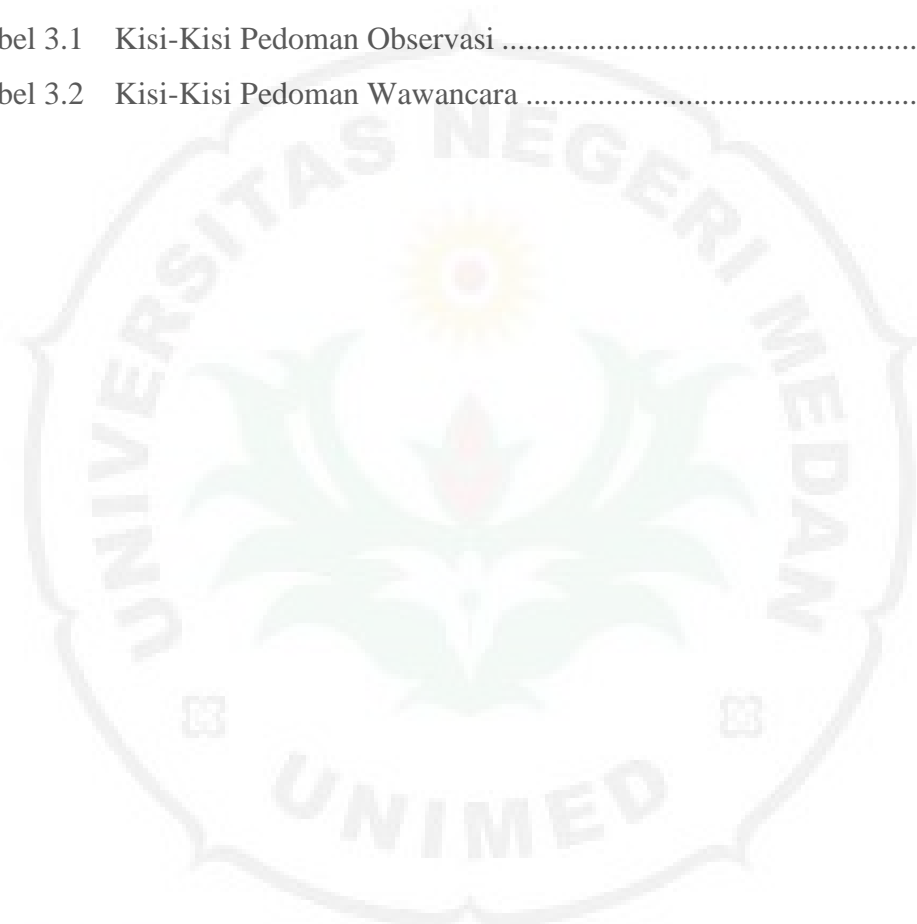 bel 3.1 Kisi-Kisi Pedoman Observasi ........................................................
bel 3.2 Kisi-Kisi Pedoman Wawancara .....................................................
UNIVERSITAS NEGERI MEDAN
UNIMED